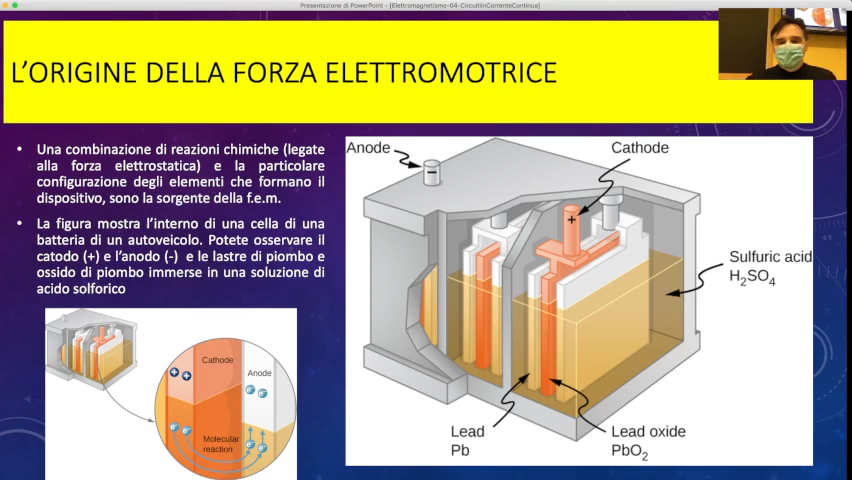 Presentazione di PowerPoint - [Elettromagnetismo-04-CircuitiInCorrenteContinua]
L'ORIGINE DELLA FORZA ELETTROMOTRICE
• Una combinazione di reazioni chimiche (legate
alla forza elettrostatica) e la particolare
configurazione degli elementi che formano il
dispositivo, sono la sorgente della f.e.m.
• La figura mostra l'interno di una cella di una
batteria di un autoveicolo. Potete osservare il
catodo (+) e l'anodo (-) e le lastre di piombo e
ossido di piombo immerse in una soluzione di
acido solforico
Anode
Cathode
-
+
Sulfuric acid
H2SO4
Lead
Pb
Lead oxide
PbO2
Cathode
Anode
+ +
e⁻ e⁻
e⁻ e⁻
e⁻ e⁻
Molecular
reaction